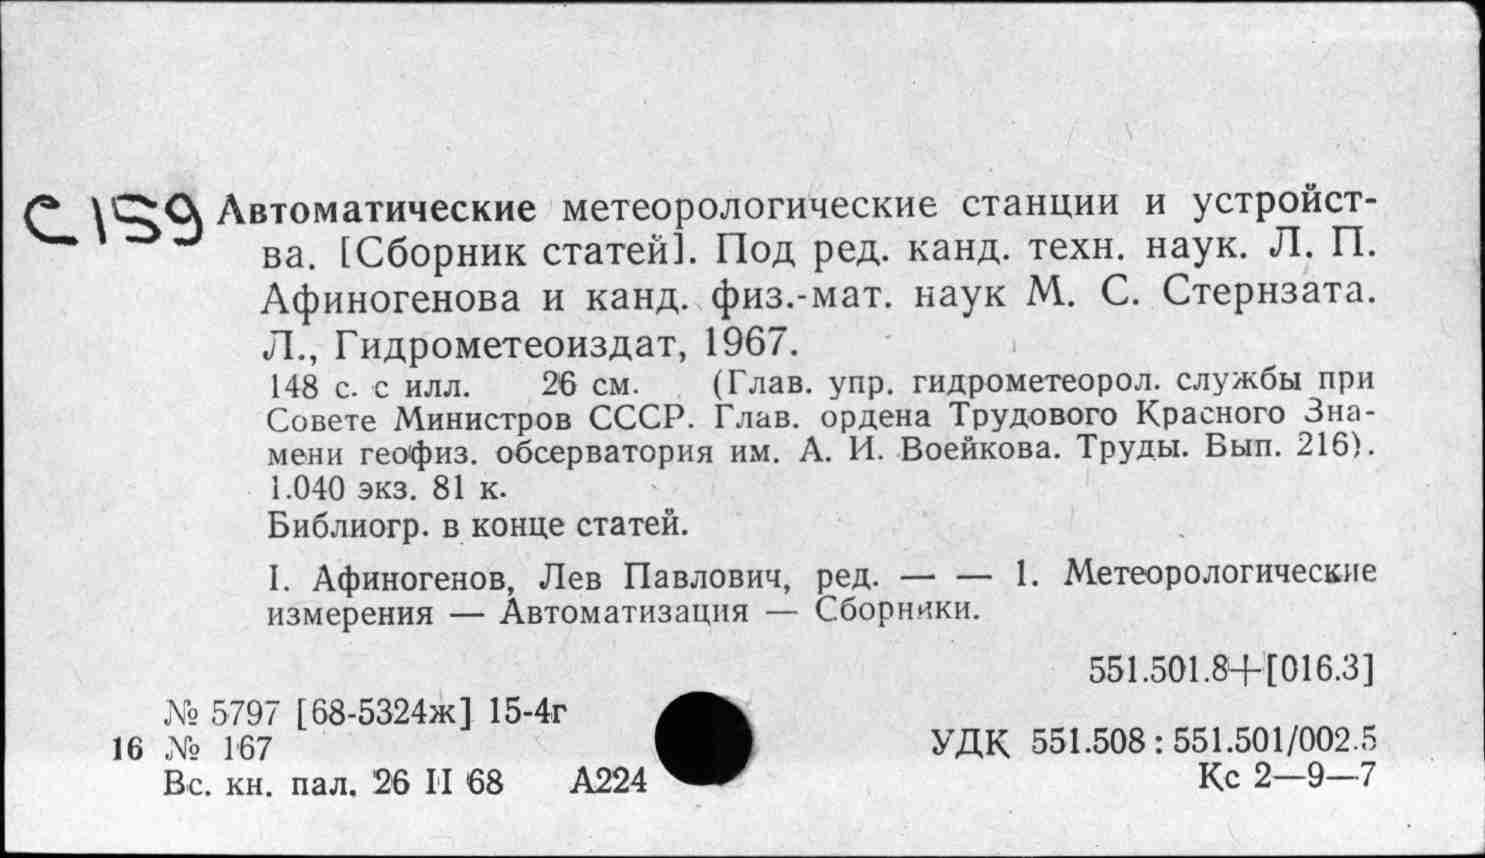 С 159 Автоматические метеорологические станции и устройст-
ва. [Сборник статей]. Под ред. канд. техн. наук. Л. П.
Афиногенова и канд. физ.-мат. наук М. С. Стернзата.
Л., Гидрометеоиздат, 1967.
148 с. с илл. 26 см. (Глав. упр. гидрометеорол. службы при
Совете Министров СССР. Глав. ордена Трудового Красного Зна-
мени геофиз. обсерватория им. А. И. Воейкова. Труды. Вып. 216).
1.040 экз. 81 к.
Библиогр. в конце статей.
I. Афиногенов, Лев Павлович, ред. — — 1. Метеорологические
измерения — Автоматизация — Сборники.
551.501.8+[016.3]
№ 5797 [68-5324ж] 15-4г
16 № 167
УДК 551.508 : 551.501/002.5
Вс. кн. пал. 26 II 68 А224
Кс 2—9—7